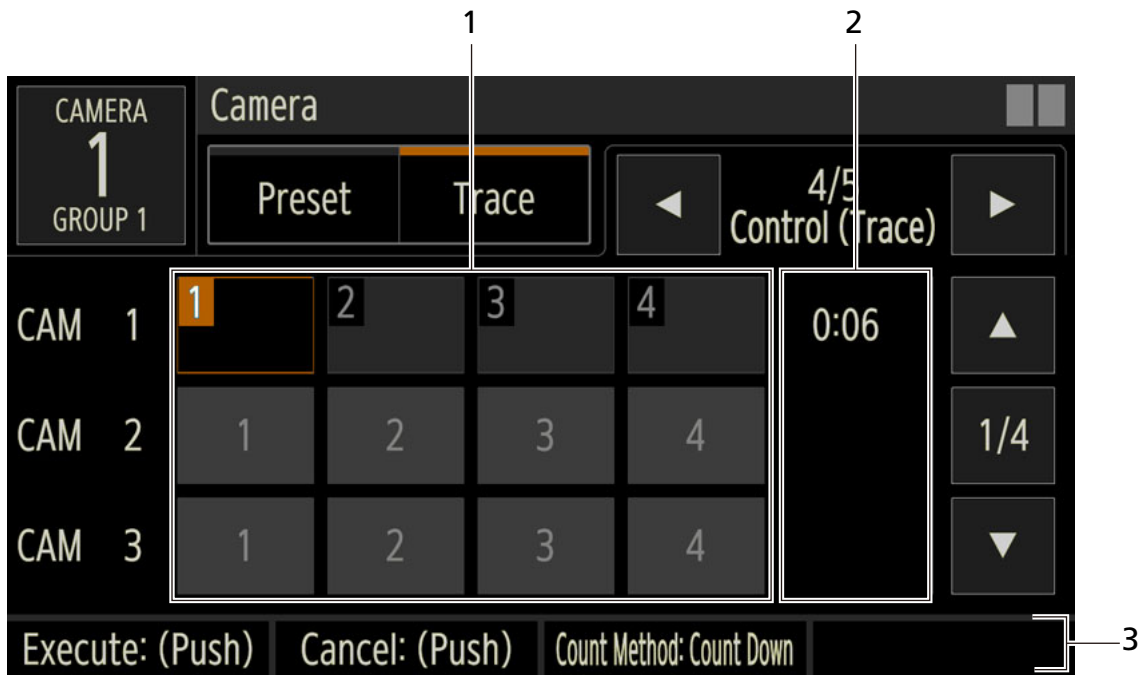 1 2
CAMERA
1
GROUP 1
Camera
Preset Trace
◀ 4/5 ▶
Control (Trace)
CAM 1 1 2 3 4 0:06 ▲
CAM 2 1 2 3 4 1/4
CAM 3 1 2 3 4 ▼
Execute: (Push) Cancel: (Push) Count Method: Count Down
3